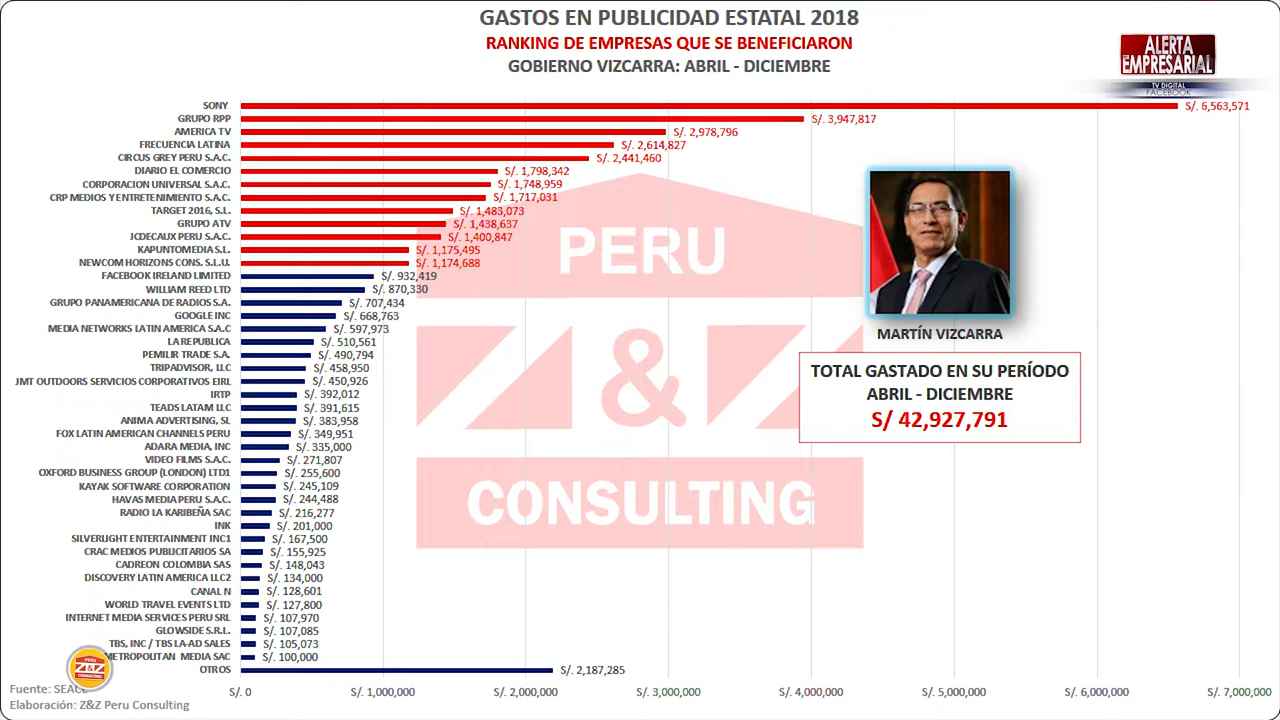 GASTOS EN PUBLICIDAD ESTATAL 2018
RANKING DE EMPRESAS QUE SE BENEFICIARON
GOBIERNO VIZCARRA: ABRIL - DICIEMBRE
ALERTA
EMPRESARIAL
TV DIGITAL
FACEBOOK
SONY S/. 6,563,571
GRUPO RPP S/. 3,947,817
AMERICA TV S/. 2,978,796
FRECUENCIA LATINA S/. 2,614,827
CIRCUS GREY PERU S.A.C. S/. 2,441,460
DIARIO EL COMERCIO S/. 1,798,342
CORPORACION UNIVERSAL S.A.C. S/. 1,748,959
CRP MEDIOS Y ENTRETENIMIENTO S.A.C. S/. 1,717,031
TARGET 2016, S.L. S/. 1,483,073
GRUPO ATV S/. 1,438,637
JCDECAUX PERU S.A.C. S/. 1,400,847
KAPUNTOMEDIA S.L. S/. 1,175,495
NEWCOM HORIZONS CONS. S.L.U. S/. 1,174,688
FACEBOOK IRELAND LIMITED S/. 932,419
WILLIAM REED LTD S/. 870,330
GRUPO PANAMERICANA DE RADIOS S.A. S/. 707,434
GOOGLE INC S/. 668,763
MEDIA NETWORKS LATIN AMERICA S.A.C S/. 597,973
LA REPUBLICA S/. 510,561
PEMILIR TRADE S.A. S/. 490,794
TRIPADVISOR, LLC S/. 458,950
JMT OUTDOORS SERVICIOS CORPORATIVOS EIRL S/. 450,926
IRTP S/. 392,012
TEADS LATAM LLC S/. 391,615
ANIMA ADVERTISING, SL S/. 383,958
FOX LATIN AMERICAN CHANNELS PERU S/. 349,951
ADARA MEDIA, INC S/. 335,000
VIDEO FILMS S.A.C. S/. 271,807
OXFORD BUSINESS GROUP (LONDON) LTD1 S/. 255,600
KAYAK SOFTWARE CORPORATION S/. 245,109
HAVAS MEDIA PERU S.A.C. S/. 244,488
RADIO LA KARIBEÑA SAC S/. 216,277
INK S/. 201,000
SILVERLIGHT ENTERTAINMENT INC1 S/. 167,500
CRAC MEDIOS PUBLICITARIOS SA S/. 155,925
CADREON COLOMBIA SAS S/. 148,043
DISCOVERY LATIN AMERICA LLC2 S/. 134,000
CANAL N S/. 128,601
WORLD TRAVEL EVENTS LTD S/. 127,800
INTERNET MEDIA SERVICES PERU SRL S/. 107,970
GLOWSIDE S.R.L. S/. 107,085
TBS, INC / TBS LA-AD SALES S/. 105,073
METROPOLITAN MEDIA SAC S/. 100,000
OTROS S/. 2,187,285
S/. 0 S/. 1,000,000 S/. 2,000,000 S/. 3,000,000 S/. 4,000,000 S/. 5,000,000 S/. 6,000,000 S/. 7,000,000
PERU
Z&Z
CONSULTING
MARTÍN VIZCARRA
TOTAL GASTADO EN SU PERÍODO
ABRIL - DICIEMBRE
S/ 42,927,791
PERU
Z&Z
CONSULTING
Fuente: SEACE
Elaboración: Z&Z Peru Consulting